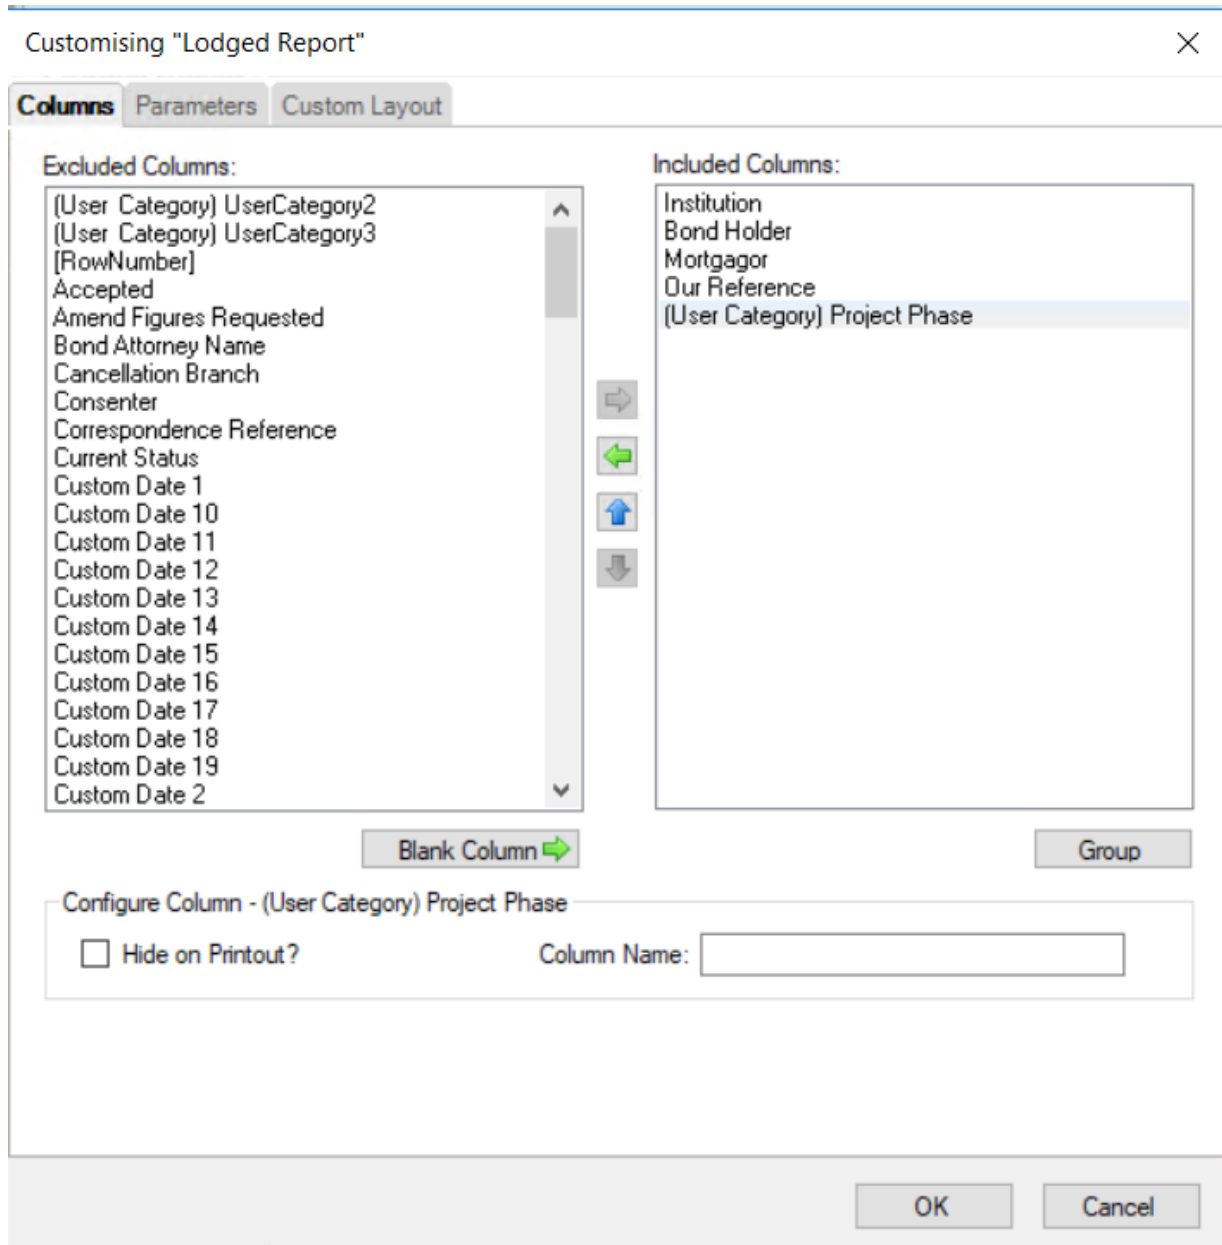 Customising "Lodged Report"
Columns Parameters Custom Layout
Excluded Columns:
(User Category) UserCategory2
(User Category) UserCategory3
[RowNumber]
Accepted
Amend Figures Requested
Bond Attorney Name
Cancellation Branch
Consenter
Correspondence Reference
Current Status
Custom Date 1
Custom Date 10
Custom Date 11
Custom Date 12
Custom Date 13
Custom Date 14
Custom Date 15
Custom Date 16
Custom Date 17
Custom Date 18
Custom Date 19
Custom Date 2
Blank Column
Included Columns:
Institution
Bond Holder
Mortgagor
Our Reference
(User Category) Project Phase
Group
Configure Column - (User Category) Project Phase
Hide on Printout? Column Name:
OK Cancel